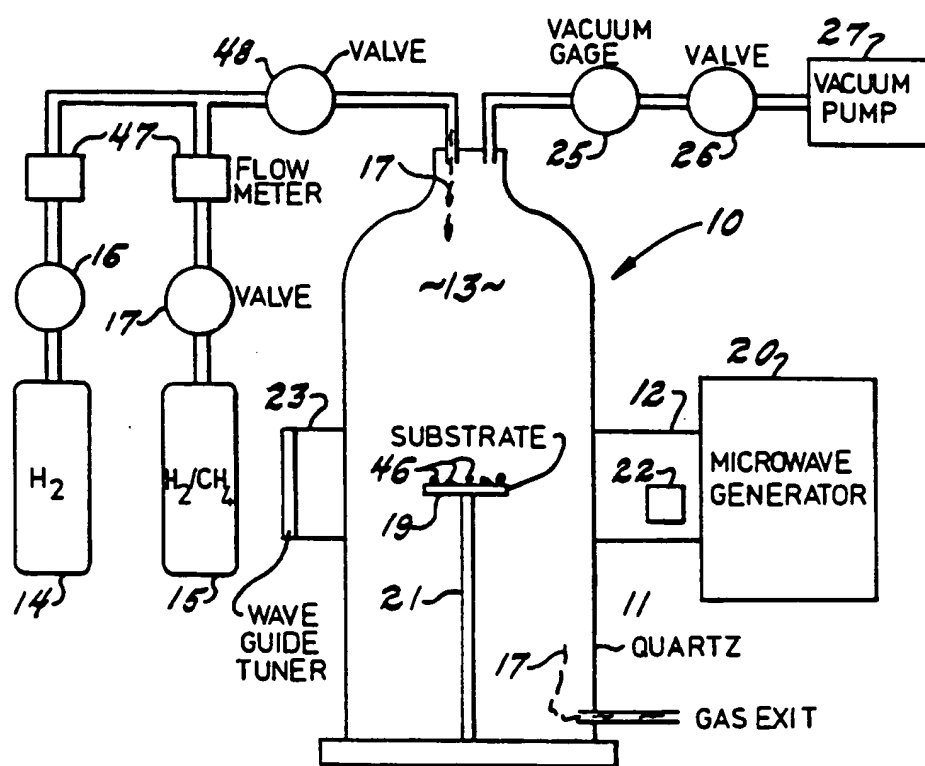 48
VALVE
VACUUM
GAGE
VALVE
27
VACUUM
PUMP
47
FLOW
METER
17
25
26
10
16
~13~
17
VALVE
20
23
12
SUBSTRATE
46
H2
H2/CH4
22
MICROWAVE
GENERATOR
19
14
15
21
WAVE
GUIDE
TUNER
11
17
QUARTZ
GAS EXIT